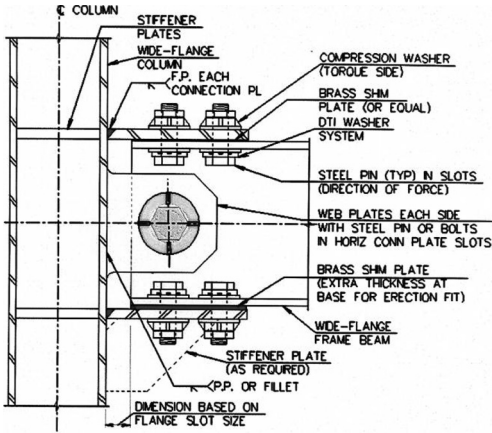 ℄ COLUMN
STIFFENER
PLATES
WIDE-FLANGE
COLUMN
F.P. EACH
CONNECTION PL
COMPRESSION WASHER
(TORQUE SIDE)
BRASS SHIM
PLATE (OR EQUAL)
DTI WASHER
SYSTEM
STEEL PIN (TYP) IN SLOTS
(DIRECTION OF FORCE)
WEB PLATES EACH SIDE
WITH STEEL PIN OR BOLTS
IN HORIZ CONN PLATE SLOTS
BRASS SHIM PLATE
(EXTRA THICKNESS AT
BASE FOR ERECTION FIT)
WIDE-FLANGE
FRAME BEAM
STIFFENER PLATE
(AS REQUIRED)
P.P. OR FILLET
DIMENSION BASED ON
FLANGE SLOT SIZE